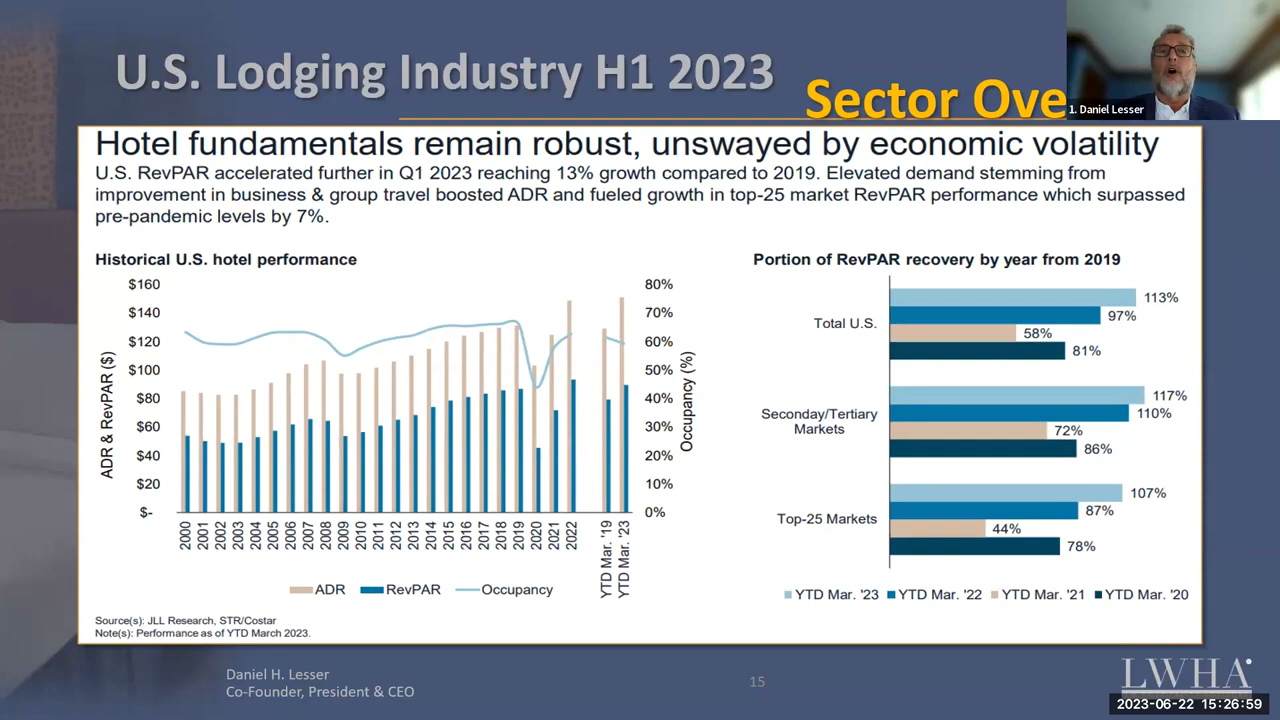 U.S. Lodging Industry H1 2023
Sector Ove
1. Daniel Lesser
Hotel fundamentals remain robust, unswayed by economic volatility
U.S. RevPAR accelerated further in Q1 2023 reaching 13% growth compared to 2019. Elevated demand stemming from
improvement in business & group travel boosted ADR and fueled growth in top-25 market RevPAR performance which surpassed
pre-pandemic levels by 7%.
Historical U.S. hotel performance
ADR & RevPAR ($)
$160
$140
$120
$100
$80
$60
$40
$20
$-
80%
70%
60%
50%
40%
30%
20%
10%
0%
Occupancy (%)
2000
2001
2002
2003
2004
2005
2006
2007
2008
2009
2010
2011
2012
2013
2014
2015
2016
2017
2018
2019
2020
2021
2022
YTD Mar. '19
YTD Mar. '23
ADR RevPAR Occupancy
Portion of RevPAR recovery by year from 2019
Total U.S.
113%
97%
58%
81%
Seconday/Tertiary
Markets
117%
110%
72%
86%
Top-25 Markets
107%
87%
44%
78%
YTD Mar. '23 YTD Mar. '22 YTD Mar. '21 YTD Mar. '20
Source(s): JLL Research, STR/Costar
Note(s): Performance as of YTD March 2023.
Daniel H. Lesser
Co-Founder, President & CEO
15
LWHA
2023-06-22 15:26:59